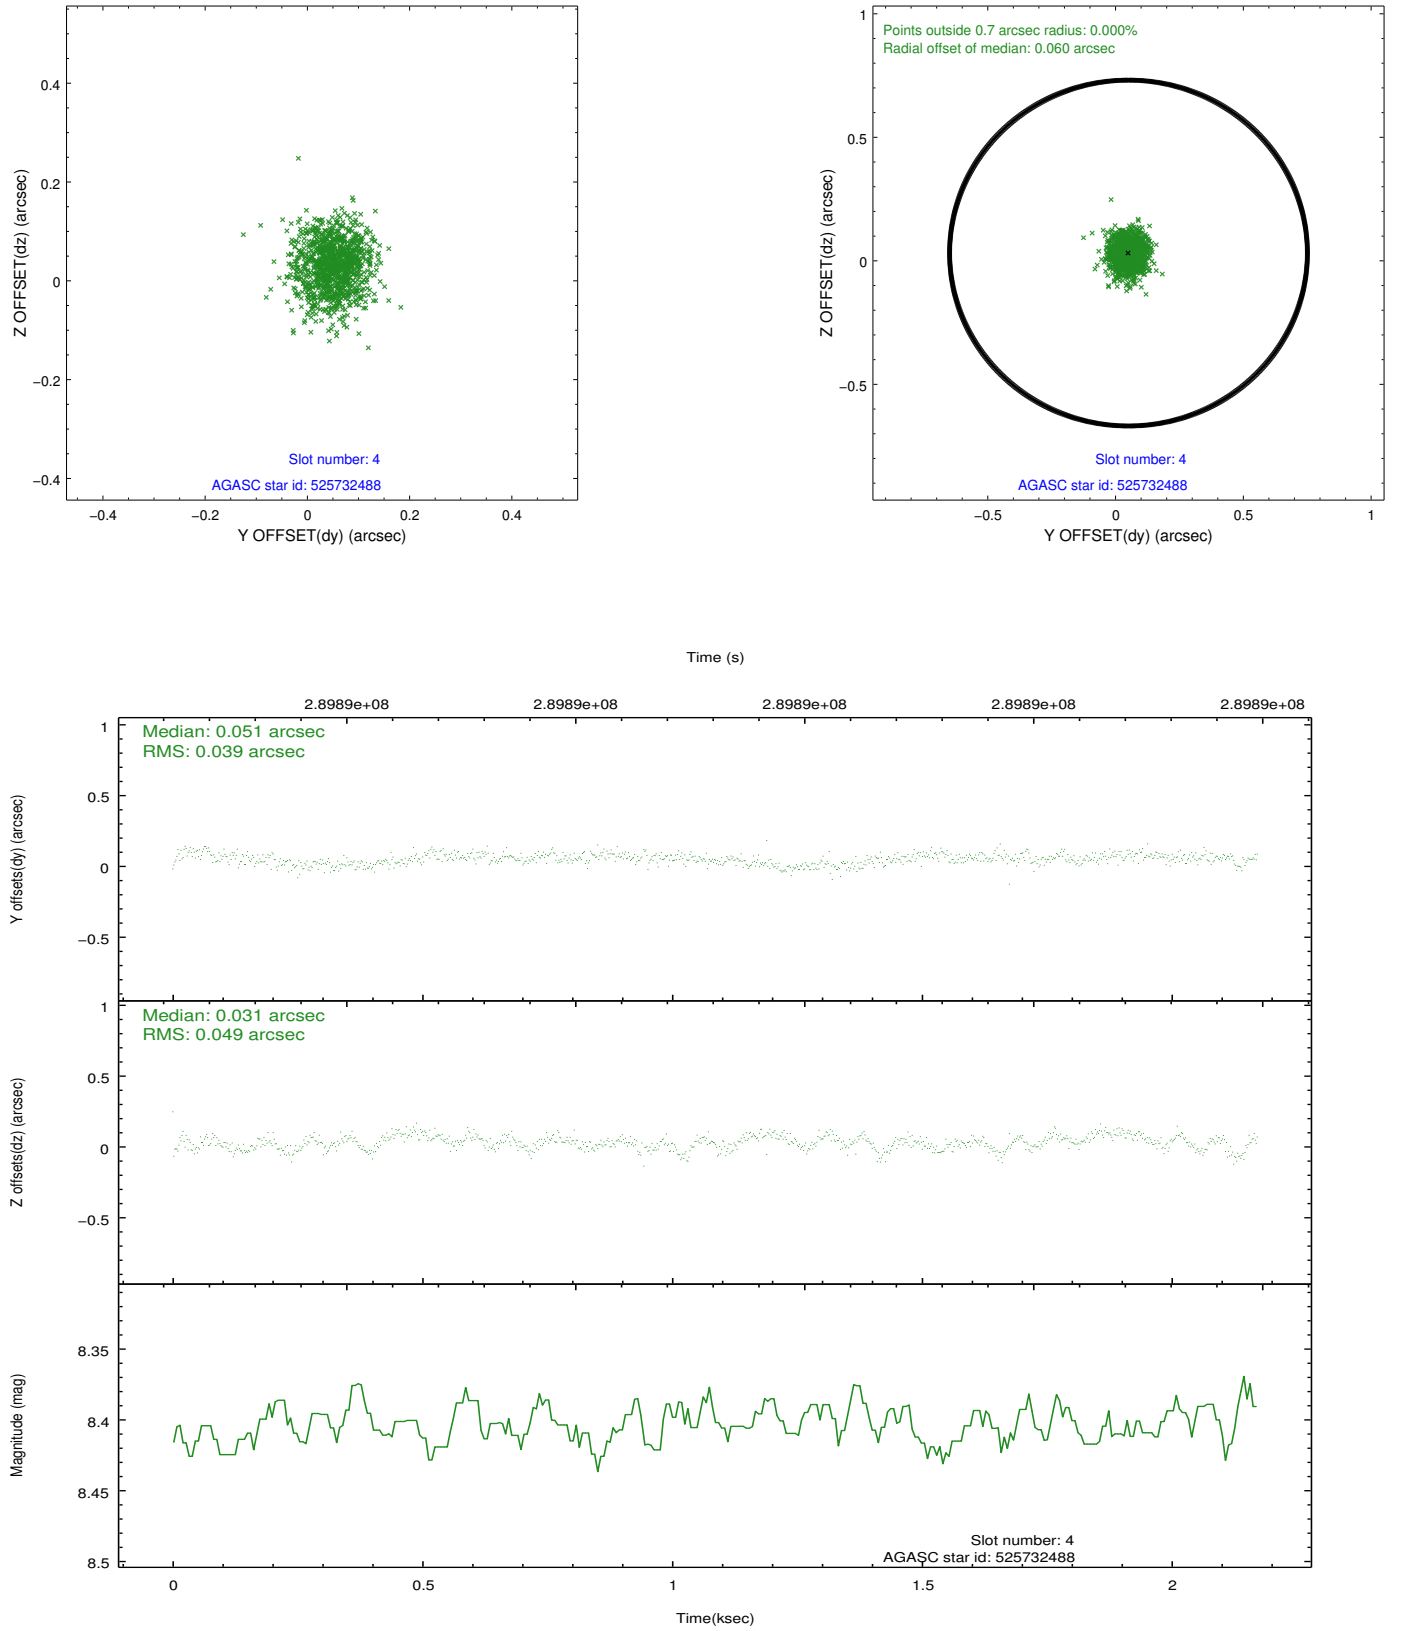 0.4
0.2
0
−0.2
−0.4
Z OFFSET(dz) (arcsec)
Slot number: 4
AGASC star id: 525732488
−0.4 −0.2 0 0.2 0.4
Y OFFSET(dy) (arcsec)
Points outside 0.7 arcsec radius: 0.000%
Radial offset of median: 0.060 arcsec
1
0.5
0
−0.5
Z OFFSET(dz) (arcsec)
Slot number: 4
AGASC star id: 525732488
−0.5 0 0.5 1
Y OFFSET(dy) (arcsec)
Time (s)
2.8989e+08 2.8989e+08 2.8989e+08 2.8989e+08 2.8989e+08
Median: 0.051 arcsec
RMS: 0.039 arcsec
1
0.5
0
−0.5
Y offsets(dy) (arcsec)
Median: 0.031 arcsec
RMS: 0.049 arcsec
1
0.5
0
−0.5
Z offsets(dz) (arcsec)
8.35
8.4
8.45
8.5
Magnitude (mag)
Slot number: 4
AGASC star id: 525732488
0 0.5 1 1.5 2
Time(ksec)